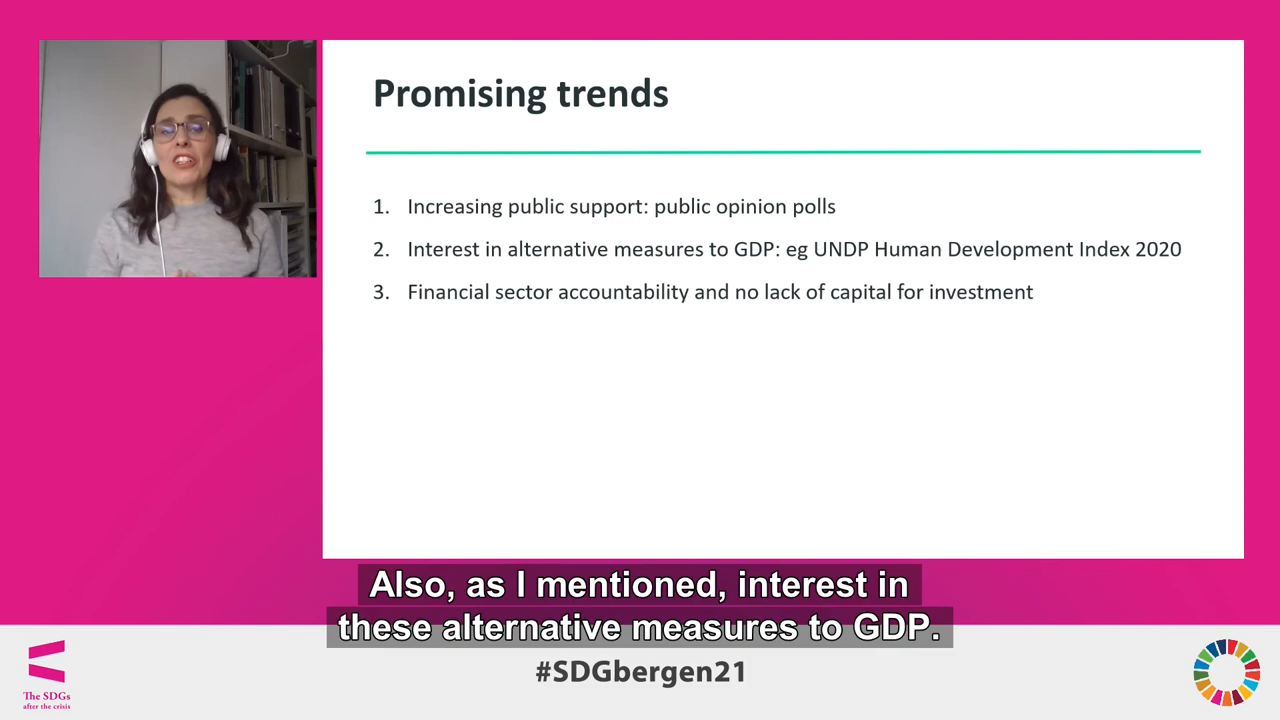 Promising trends
1. Increasing public support: public opinion polls
2. Interest in alternative measures to GDP: eg UNDP Human Development Index 2020
3. Financial sector accountability and no lack of capital for investment
Also, as I mentioned, interest in
these alternative measures to GDP.
#SDGbergen21
The SDGs
after the crisis